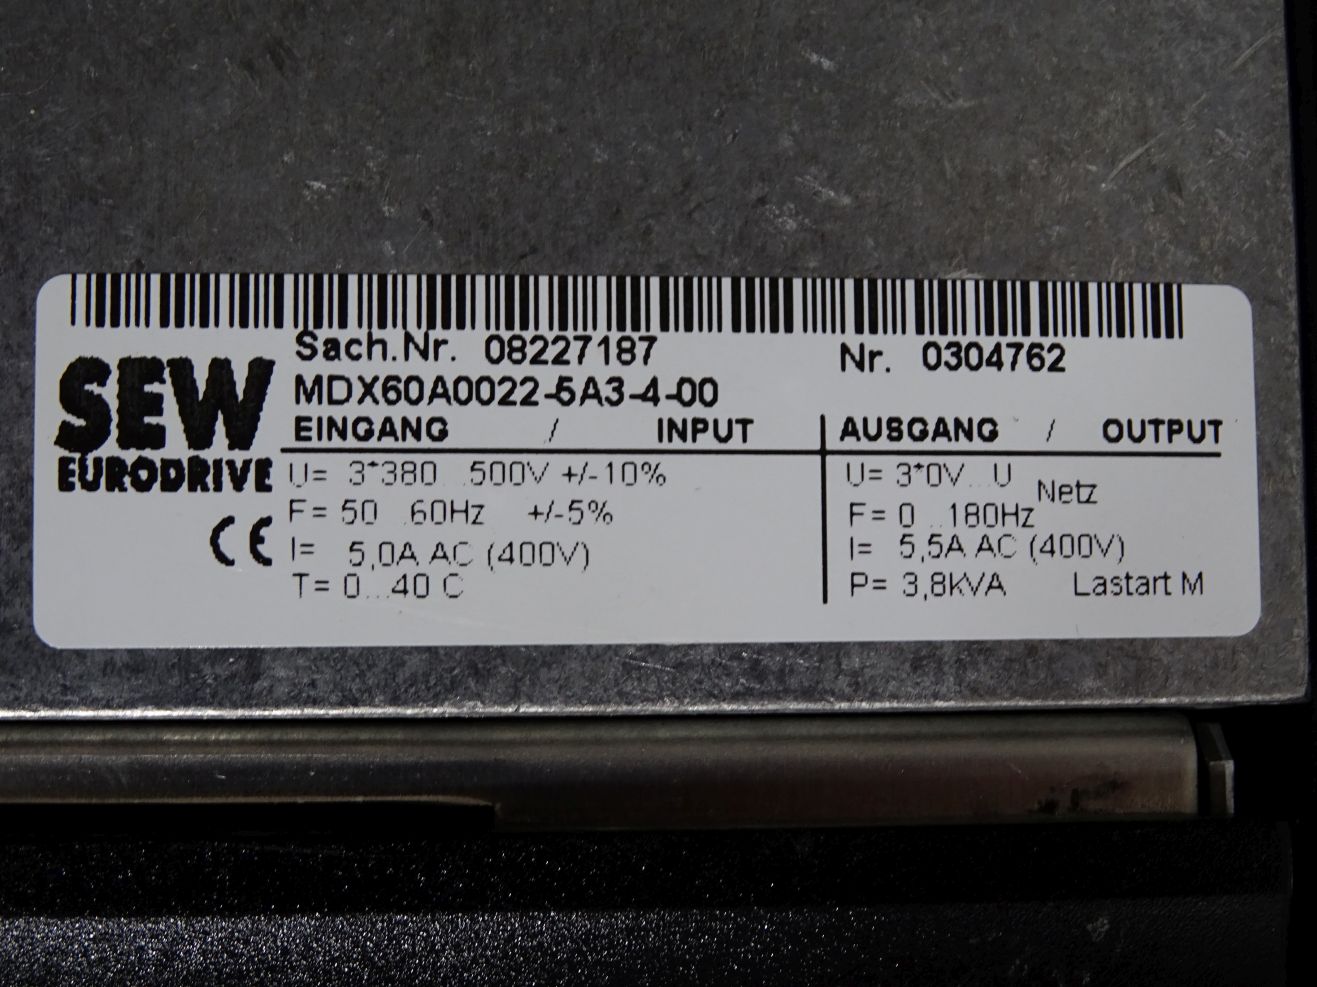 Sach.Nr. 08227187 Nr. 0304762
MDX60A0022-5A3-4-00
SEW
EURODRIVE
CE
EINGANG / INPUT
U= 3*380...500V +/-10%
F= 50...60Hz +/-5%
I= 5,0A AC (400V)
T= 0...40 C
AUSGANG / OUTPUT
U= 3*0V...U Netz
F= 0...180Hz
I= 5,5A AC (400V)
P= 3,8kVA Lastart M